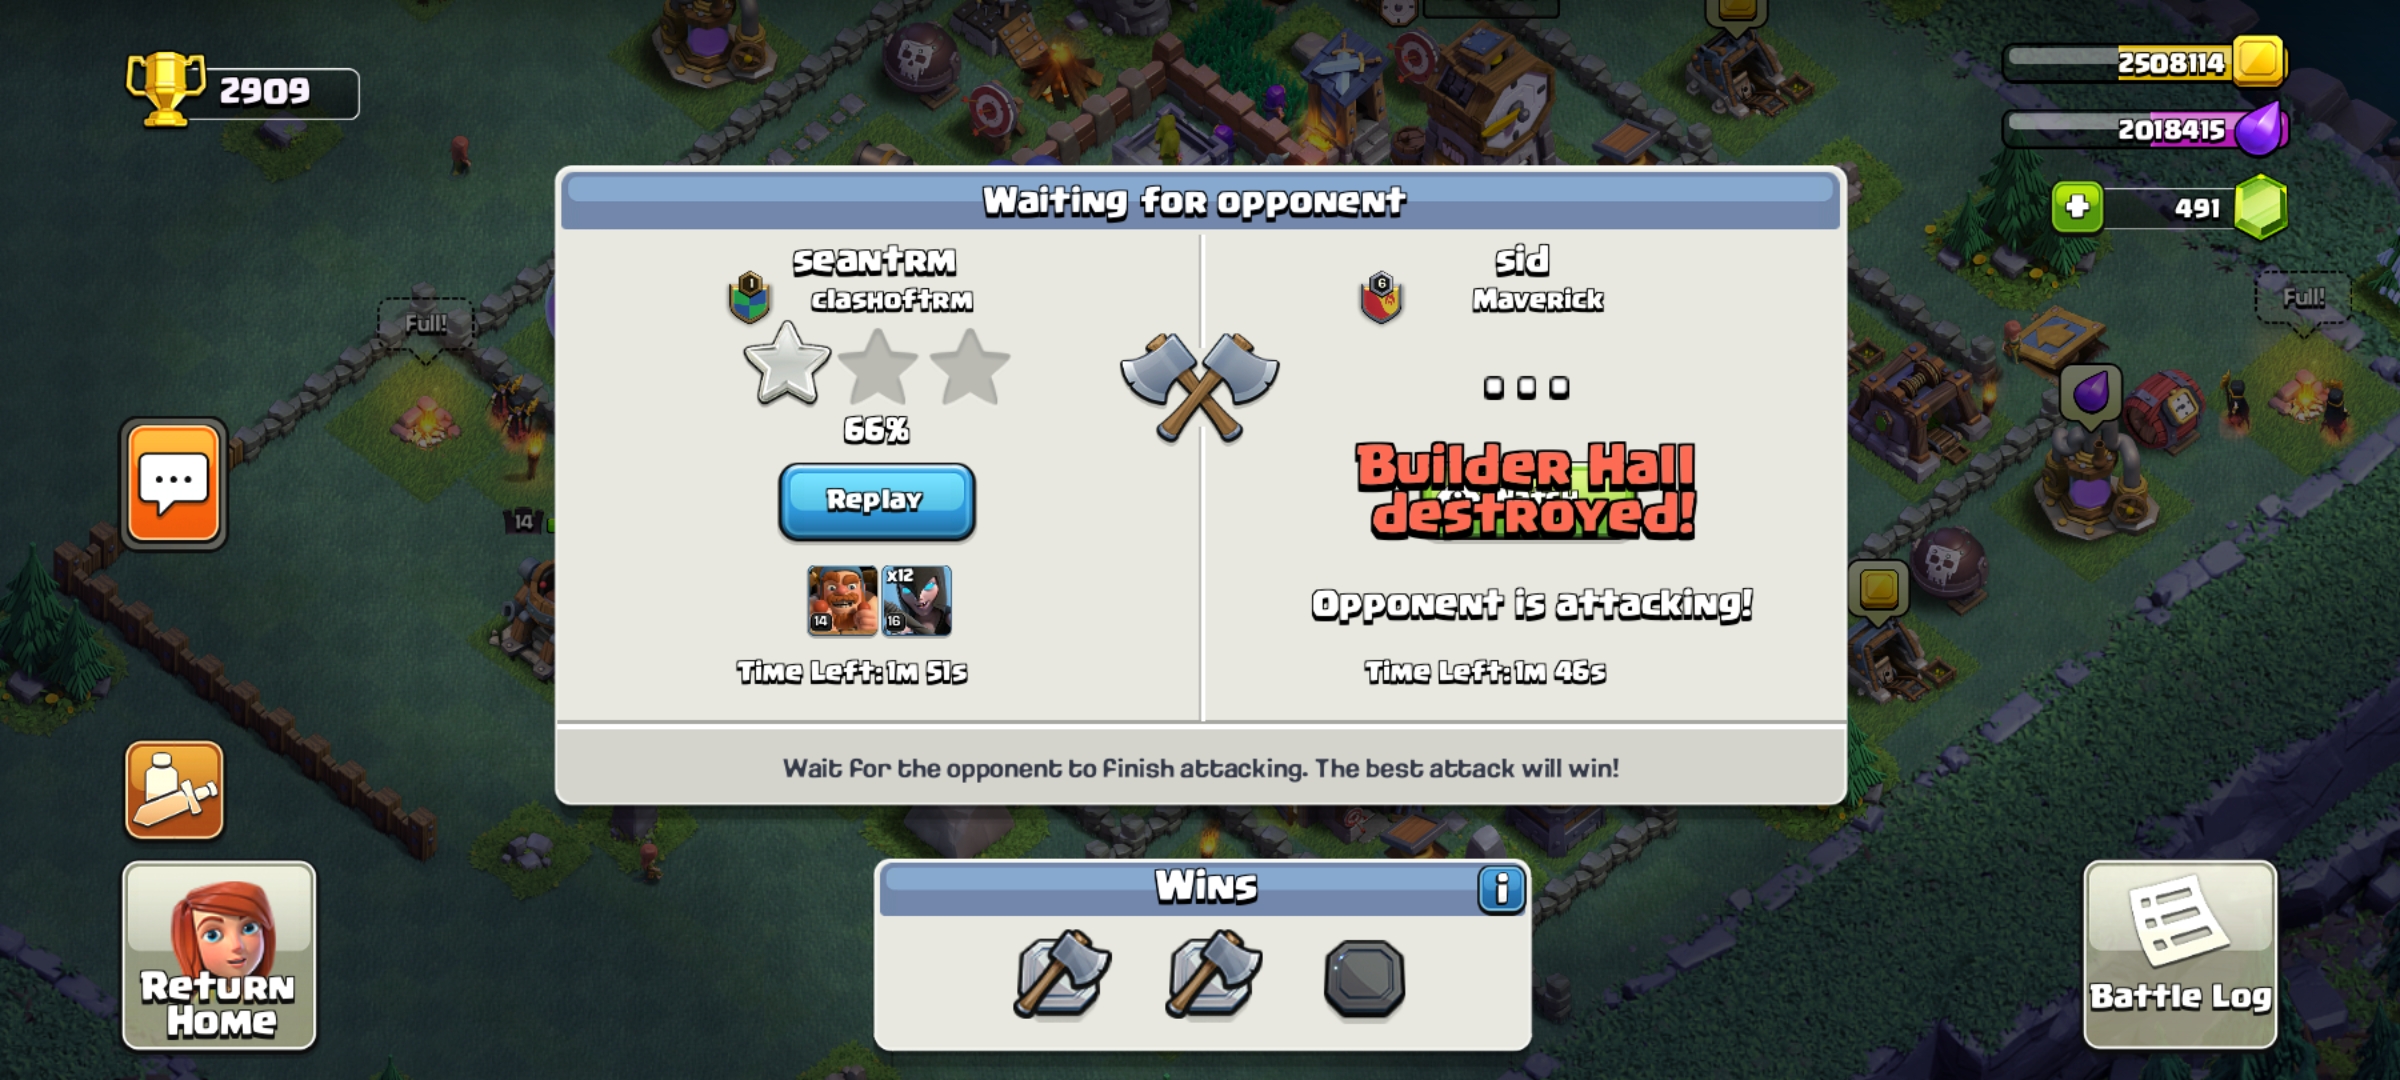 2909
2508114
2018415
491
Full!
Full!
14
Waiting for opponent
seantrm
1
clashoftrm
66%
Replay
x12
14
16
Time Left:1m 51s
sid
6
Maverick
Builder Hall
destroyed!
Opponent is attacking!
Time Left:1m 46s
Wait for the opponent to finish attacking. The best attack will win!
Wins
i
Return
Home
Battle Log